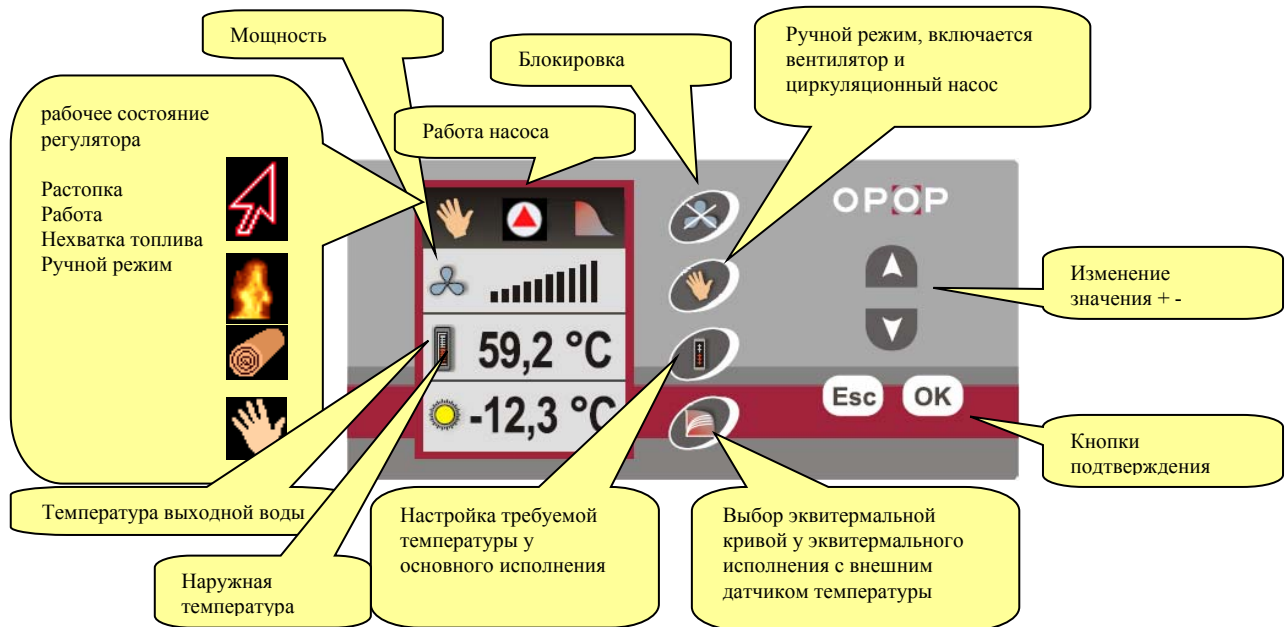 Мощность
Блокировка
Ручной режим, включается
вентилятор и
циркуляционный насос
рабочее состояние
регулятора
Растопка
Работа
Нехватка топлива
Ручной режим
Работа насоса
OPOP
Изменение
значения + -
59,2 °C
-12,3 °C
Esc
OK
Кнопки
подтверждения
Температура выходной воды
Наружная
температура
Настройка требуемой
температуры у
основного исполнения
Выбор эквитермальной
кривой у эквитермального
исполнения с внешним
датчиком температуры